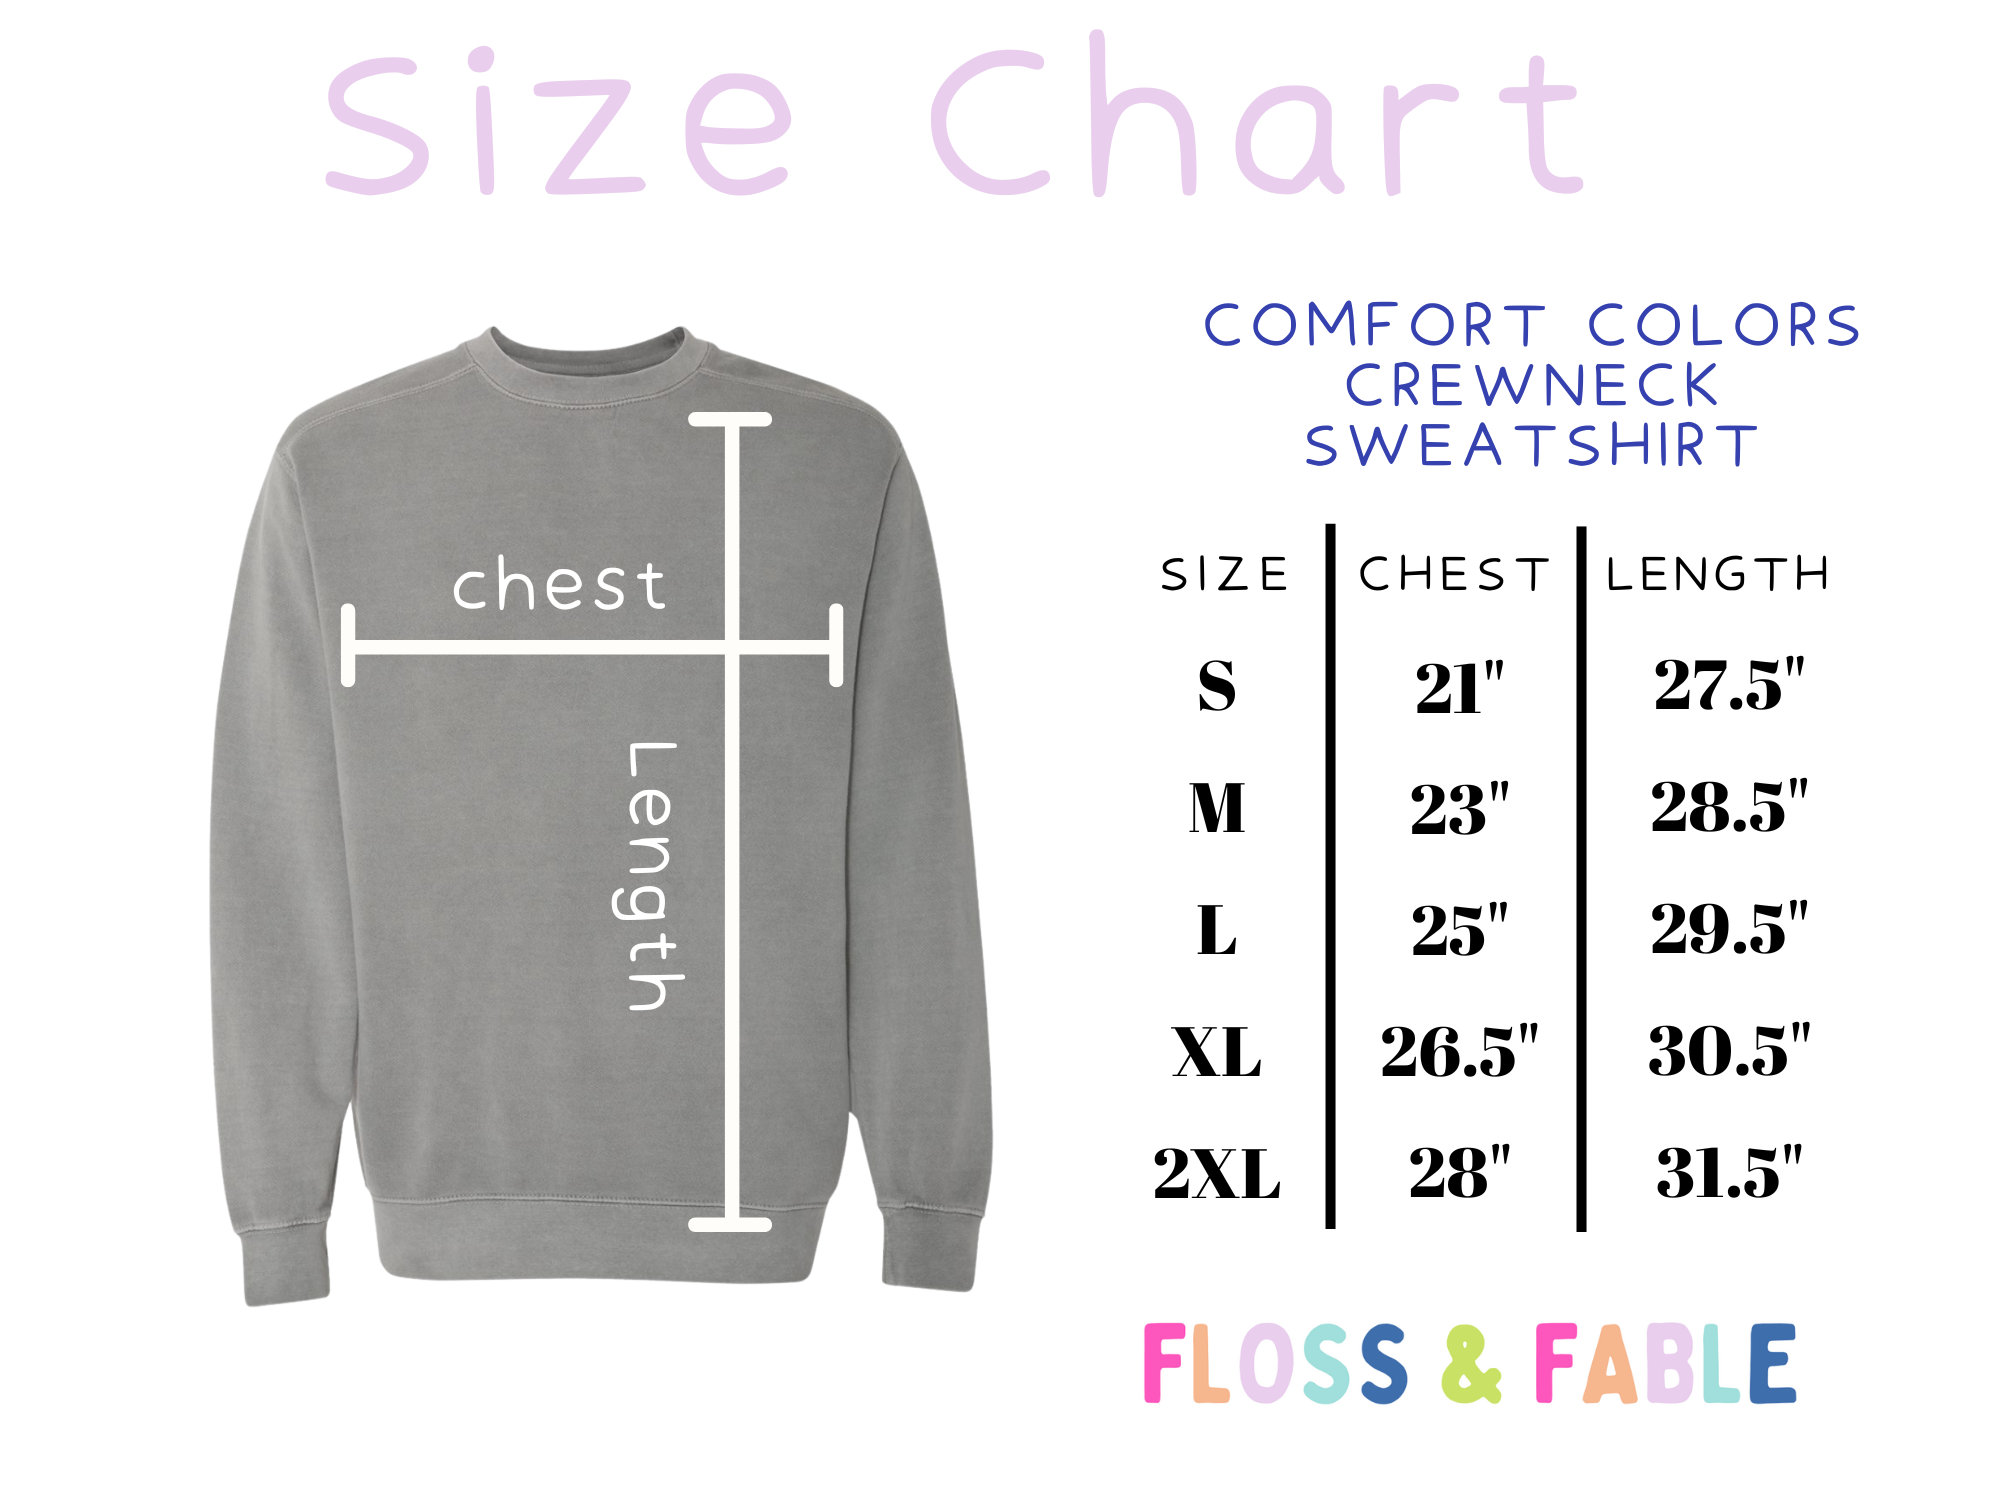 Size Chart
COMFORT COLORS
CREWNECK
SWEATSHIRT
chest
Length
SIZE CHEST LENGTH
S 21" 27.5"
M 23" 28.5"
L 25" 29.5"
XL 26.5" 30.5"
2XL 28" 31.5"
FLOSS & FABLE